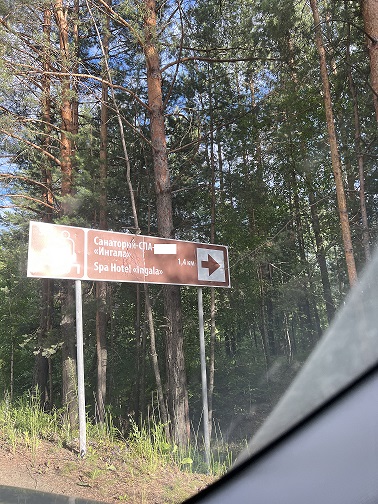 Санаторий-СПА-
«Ингала»
1,4 км
Spa Hotel «Ingala»